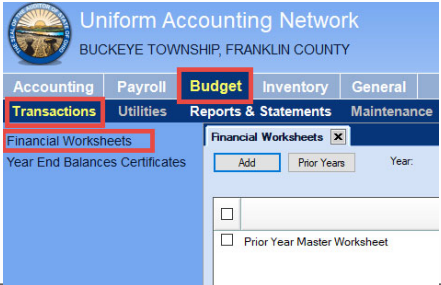 Uniform Accounting Network
BUCKEYE TOWNSHIP, FRANKLIN COUNTY
Accounting Payroll Budget Inventory General
Transactions Utilities Reports & Statements Maintenance
Financial Worksheets
Year End Balances Certificates
Financial Worksheets X
Add Prior Years Year:
Prior Year Master Worksheet